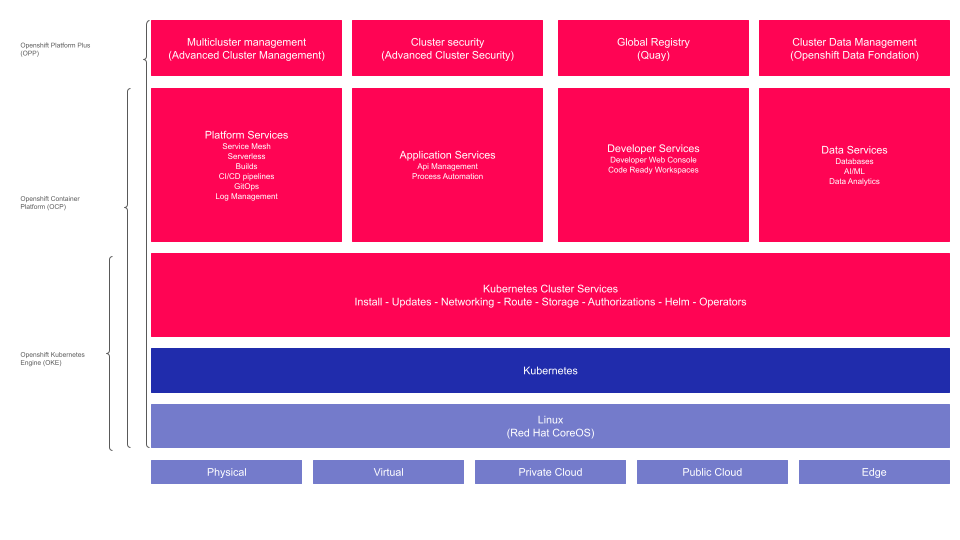 Openshift Platform Plus
(OPP)
Multicluster management
(Advanced Cluster Management)
Cluster security
(Advanced Cluster Security)
Global Registry
(Quay)
Cluster Data Management
(Openshift Data Fondation)
Openshift Container
Platform (OCP)
Platform Services
Service Mesh
Serverless
Builds
CI/CD pipelines
GitOps
Log Management
Application Services
Api Management
Process Automation
Developer Services
Developer Web Console
Code Ready Workspaces
Data Services
Databases
AI/ML
Data Analytics
Openshift Kubernetes
Engine (OKE)
Kubernetes Cluster Services
Install - Updates - Networking - Route - Storage - Authorizations - Helm - Operators
Kubernetes
Linux
(Red Hat CoreOS)
Physical
Virtual
Private Cloud
Public Cloud
Edge